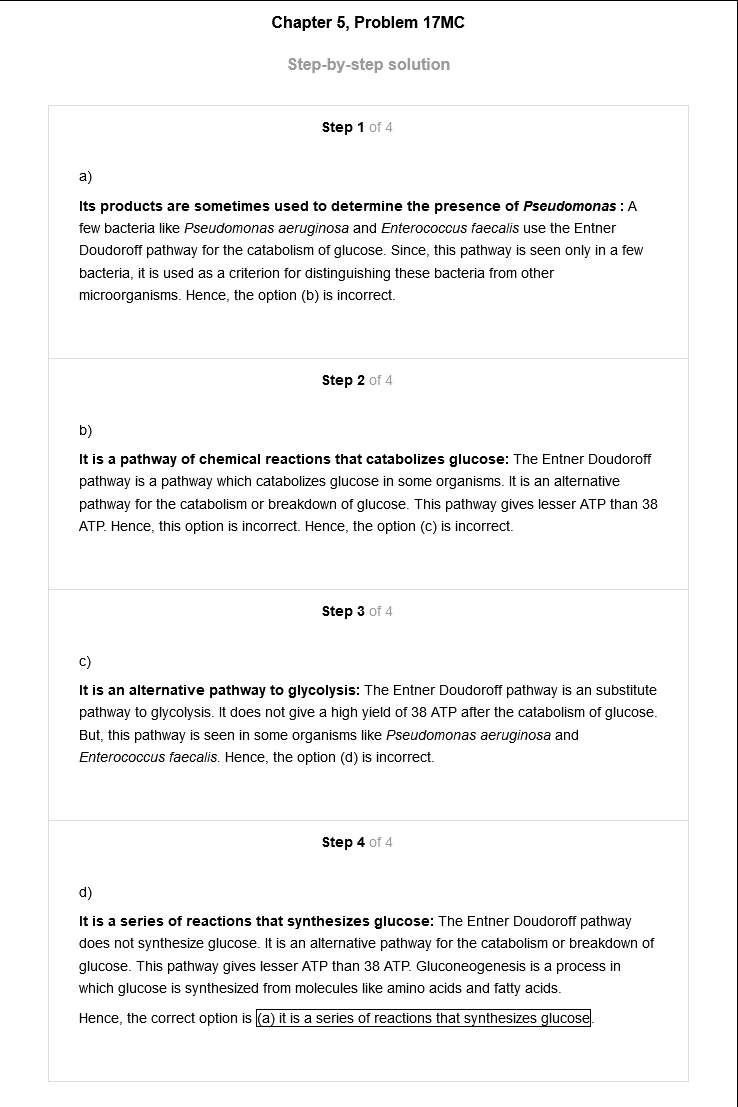 Chapter 5, Problem 17MC
Step-by-step solution
Step 1 of 4
a)
Its products are sometimes used to determine the presence of Pseudomonas : A
few bacteria like Pseudomonas aeruginosa and Enterococcus faecalis use the Entner
Doudoroff pathway for the catabolism of glucose. Since, this pathway is seen only in a few
bacteria, it is used as a criterion for distinguishing these bacteria from other
microorganisms. Hence, the option (b) is incorrect.
Step 2 of 4
b)
It is a pathway of chemical reactions that catabolizes glucose: The Entner Doudoroff
pathway is a pathway which catabolizes glucose in some organisms. It is an alternative
pathway for the catabolism or breakdown of glucose. This pathway gives lesser ATP than 38
ATP. Hence, this option is incorrect. Hence, the option (c) is incorrect.
Step 3 of 4
c)
It is an alternative pathway to glycolysis: The Entner Doudoroff pathway is an substitute
pathway to glycolysis. It does not give a high yield of 38 ATP after the catabolism of glucose.
But, this pathway is seen in some organisms like Pseudomonas aeruginosa and
Enterococcus faecalis. Hence, the option (d) is incorrect.
Step 4 of 4
d)
It is a series of reactions that synthesizes glucose: The Entner Doudoroff pathway
does not synthesize glucose. It is an alternative pathway for the catabolism or breakdown of
glucose. This pathway gives lesser ATP than 38 ATP. Gluconeogenesis is a process in
which glucose is synthesized from molecules like amino acids and fatty acids.
Hence, the correct option is (a) it is a series of reactions that synthesizes glucose.